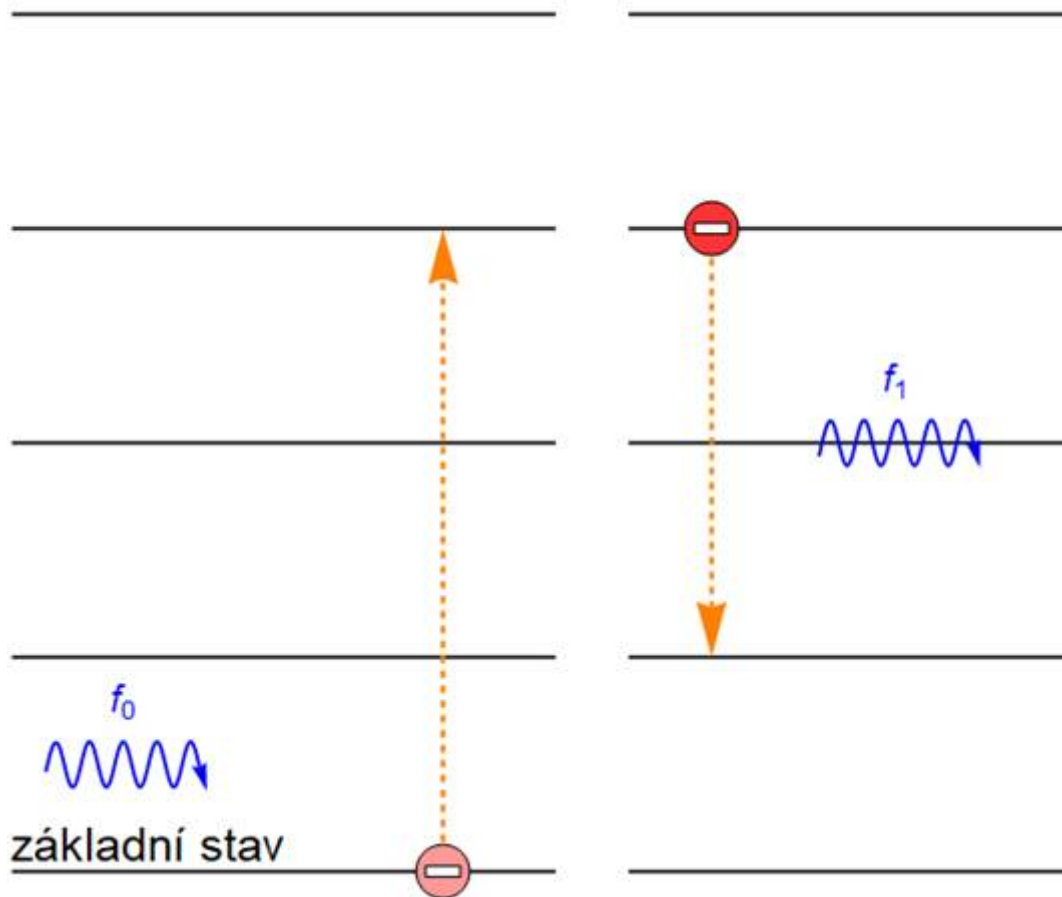 f₁
f₀
základní stav